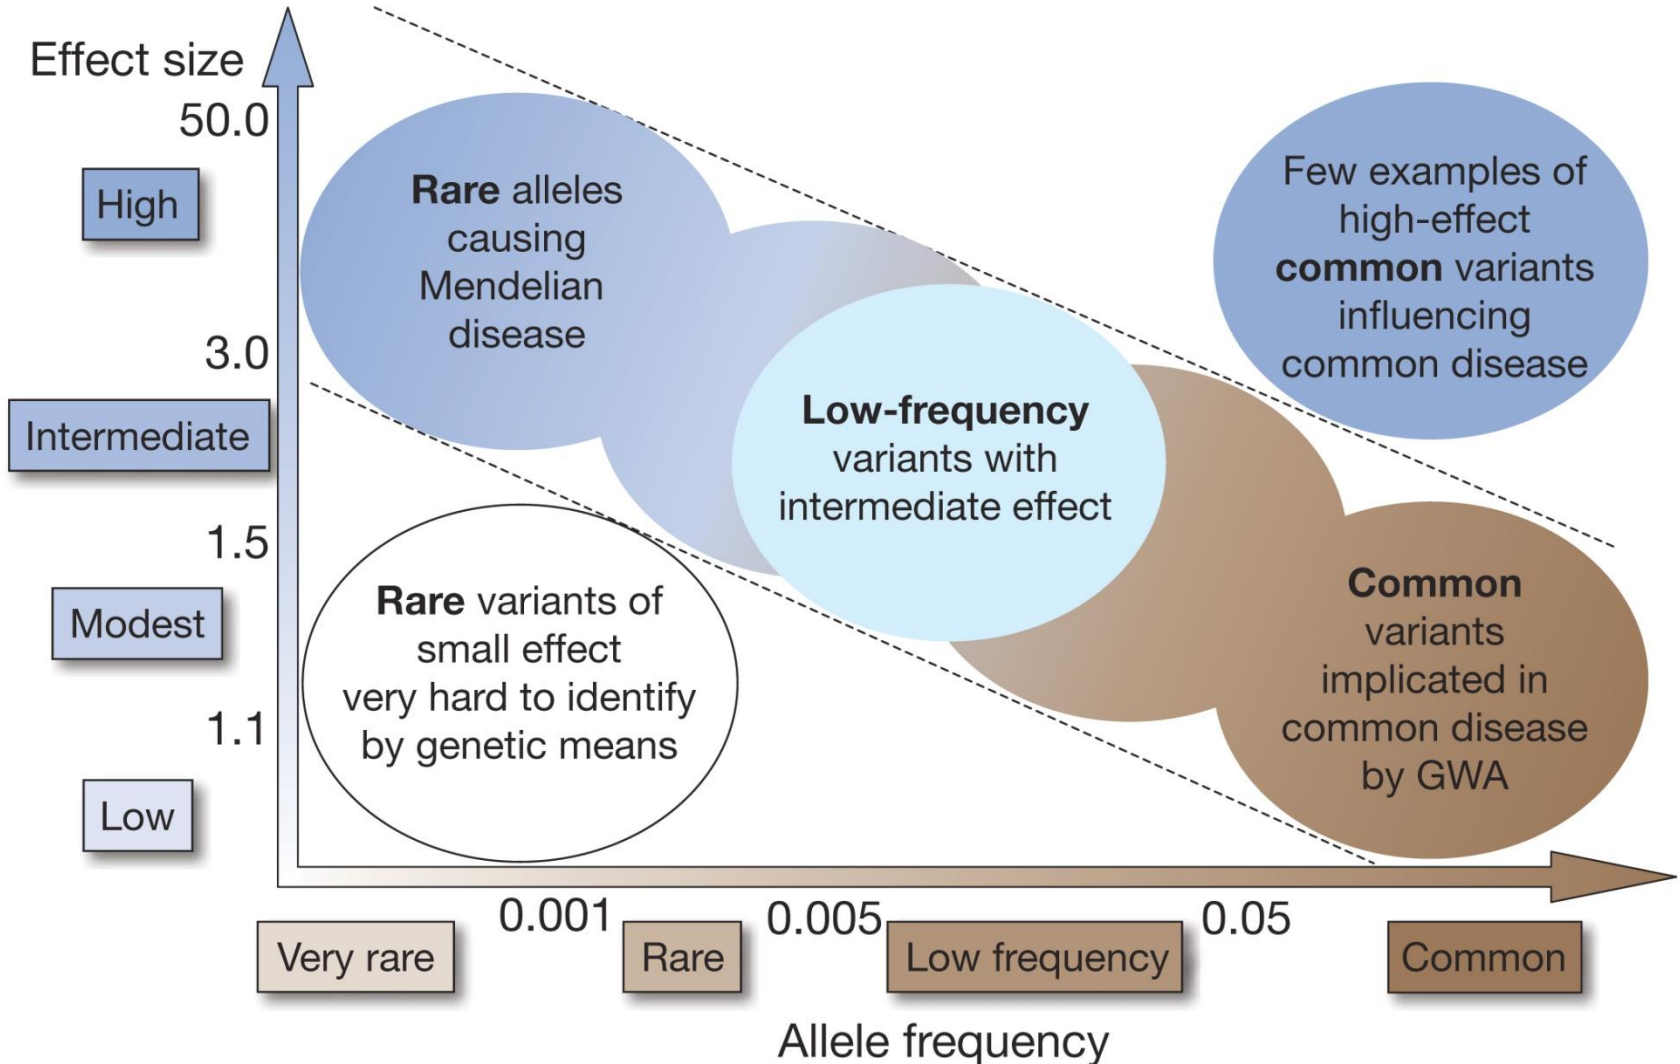 Effect size
50.0
High
3.0
Intermediate
1.5
Modest
1.1
Low
Rare alleles
causing
Mendelian
disease
Few examples of
high-effect
common variants
influencing
common disease
Low-frequency
variants with
intermediate effect
Rare variants of
small effect
very hard to identify
by genetic means
Common
variants
implicated in
common disease
by GWA
0.001
0.005
0.05
Very rare
Rare
Low frequency
Common
Allele frequency